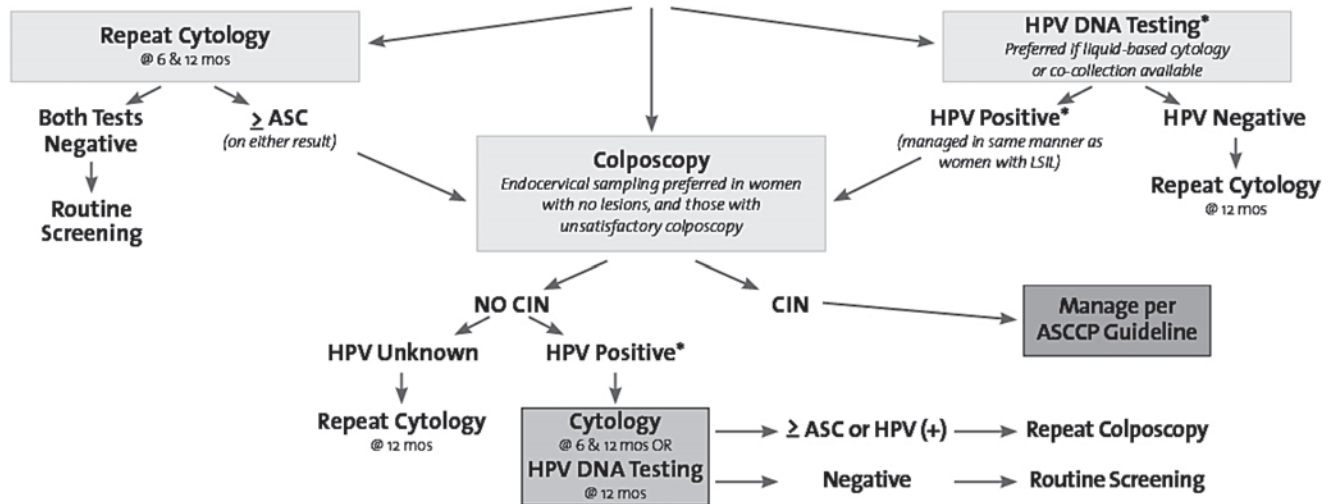 Repeat Cytology
@ 6 & 12 mos
HPV DNA Testing*
Preferred if liquid-based cytology
or co-collection available
Both Tests
Negative
≥ ASC
(on either result)
Routine
Screening
HPV Positive*
(managed in same manner as
women with LSIL)
HPV Negative
Repeat Cytology
@ 12 mos
Colposcopy
Endocervical sampling preferred in women
with no lesions, and those with
unsatisfactory colposcopy
NO CIN
CIN
Manage per
ASCCP Guideline
HPV Unknown
HPV Positive*
Repeat Cytology
@ 12 mos
Cytology
@ 6 & 12 mos OR
HPV DNA Testing
@ 12 mos
≥ ASC or HPV (+)
Repeat Colposcopy
Negative
Routine Screening